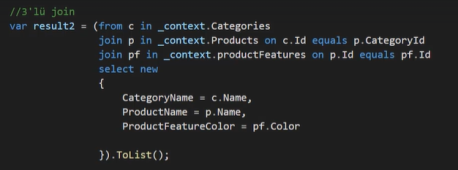 //3'lü join
var result2 = (from c in _context.Categories
join p in _context.Products on c.Id equals p.CategoryId
join pf in _context.productFeatures on p.Id equals pf.Id
select new
{
CategoryName = c.Name,
ProductName = p.Name,
ProductFeatureColor = pf.Color
}).ToList();